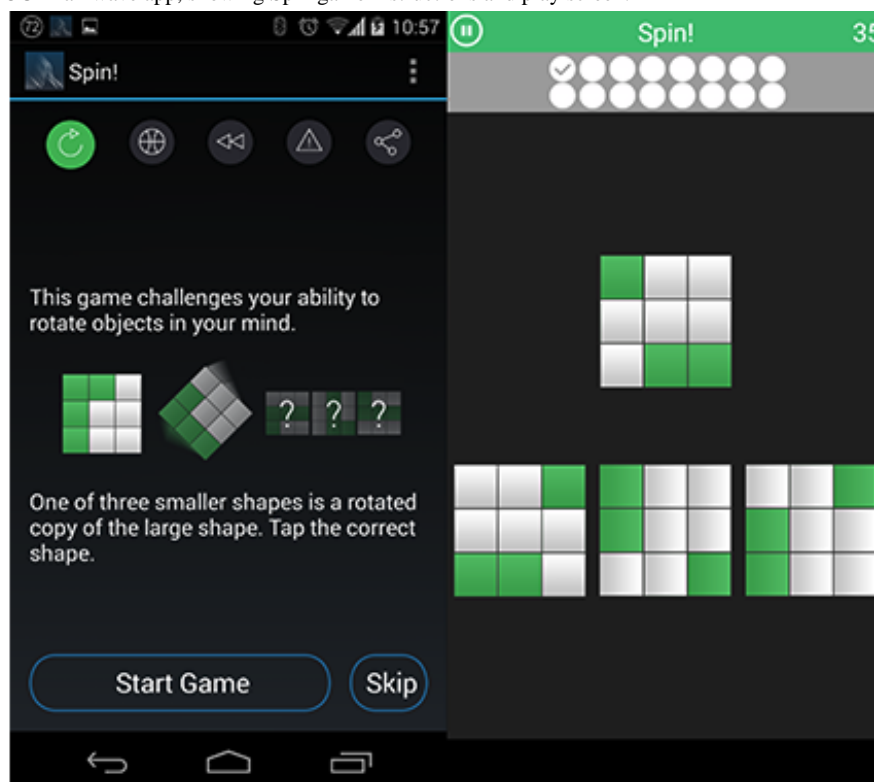 72
10:57
Spin!
This game challenges your ability to
rotate objects in your mind.
? ? ?
One of three smaller shapes is a rotated
copy of the large shape. Tap the correct
shape.
Start Game
Skip
Spin!
35